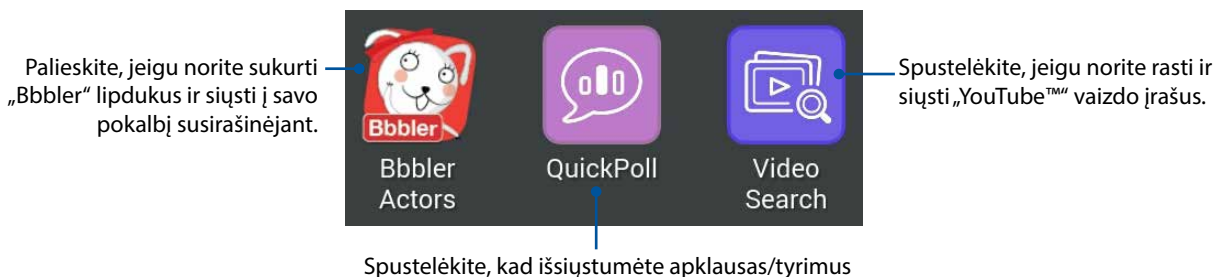 Palieskite, jeigu norite sukurti
„Bbbler“ lipdukus ir siųsti į savo
pokalbį susirašinėjant.
Bbbler
Bbbler
Actors
QuickPoll
Video
Search
Spustelėkite, jeigu norite rasti ir
siųsti „YouTube™“ vaizdo įrašus.
Spustelėkite, kad išsiųstumėte apklausas/tyrimus